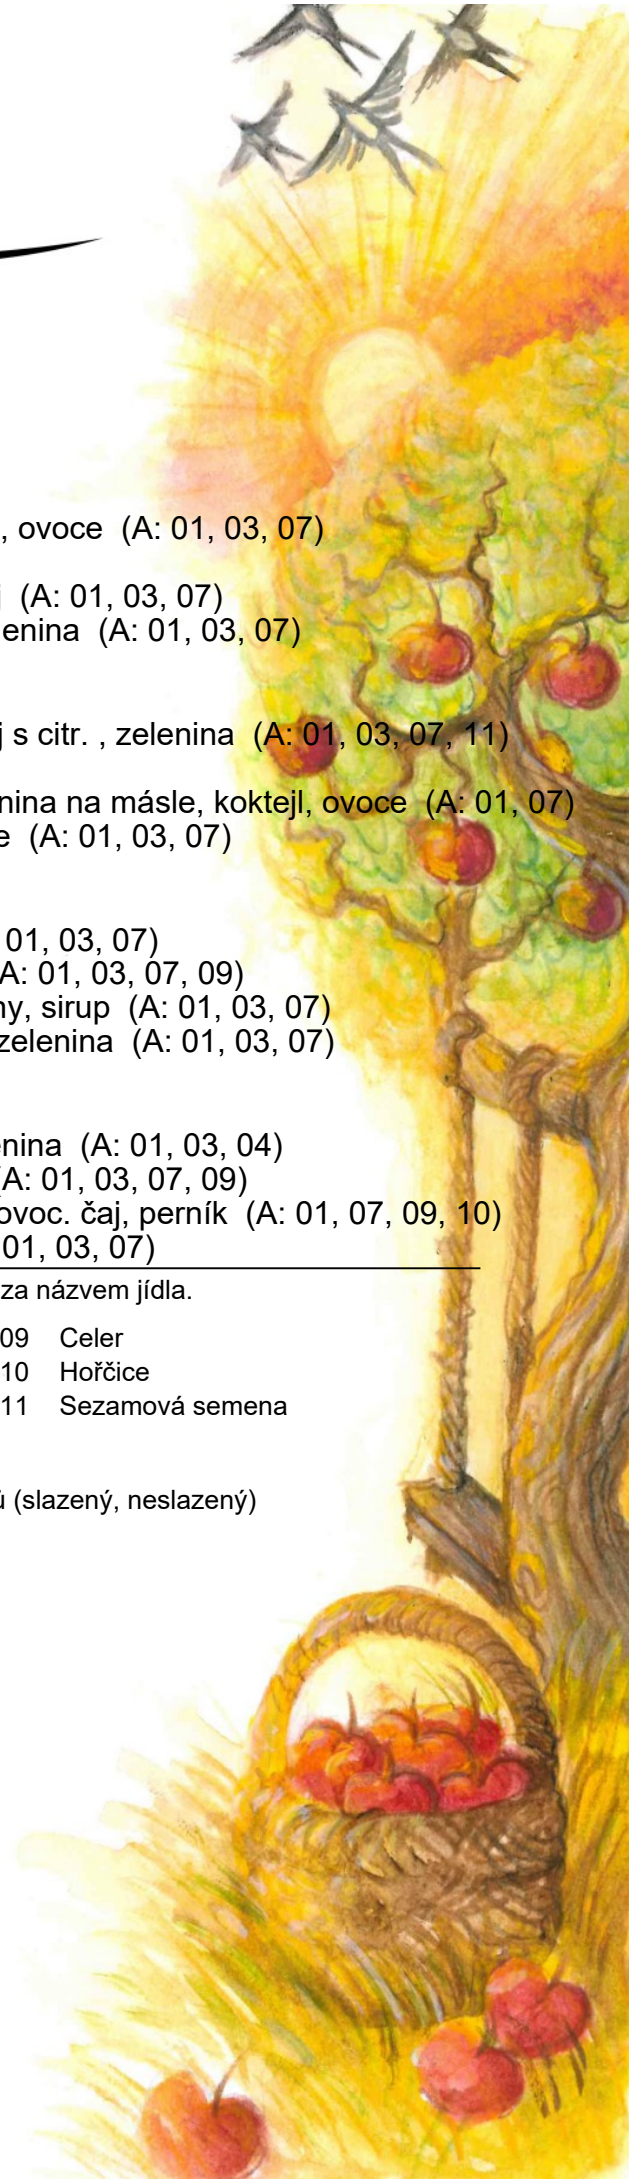 , ovoce (A: 01, 03, 07)
(A: 01, 03, 07)
enina (A: 01, 03, 07)
j s citr. , zelenina (A: 01, 03, 07, 11)
nina na másle, koktejl, ovoce (A: 01, 07)
e (A: 01, 03, 07)
01, 03, 07)
A: 01, 03, 07, 09)
ny, sirup (A: 01, 03, 07)
zelenina (A: 01, 03, 07)
enina (A: 01, 03, 04)
(A: 01, 03, 07, 09)
ovoc. čaj, perník (A: 01, 07, 09, 10)
01, 03, 07)
za názvem jídla.
09 Celer
10 Hořčice
11 Sezamová semena
ů (slazený, neslazený)